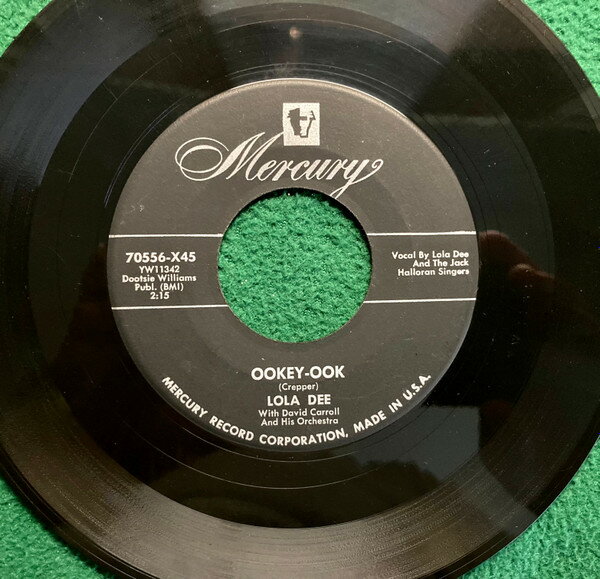 Mercury
70556-X45
YW11342
Dootsie Williams
Publ. (BMI)
2:15
Vocal By Lola Dee
And The Jack
Halloran Singers
OOKEY-OOK
(Crepper)
LOLA DEE
With David Carroll
And His Orchestra
MERCURY RECORD CORPORATION, MADE IN U.S.A.